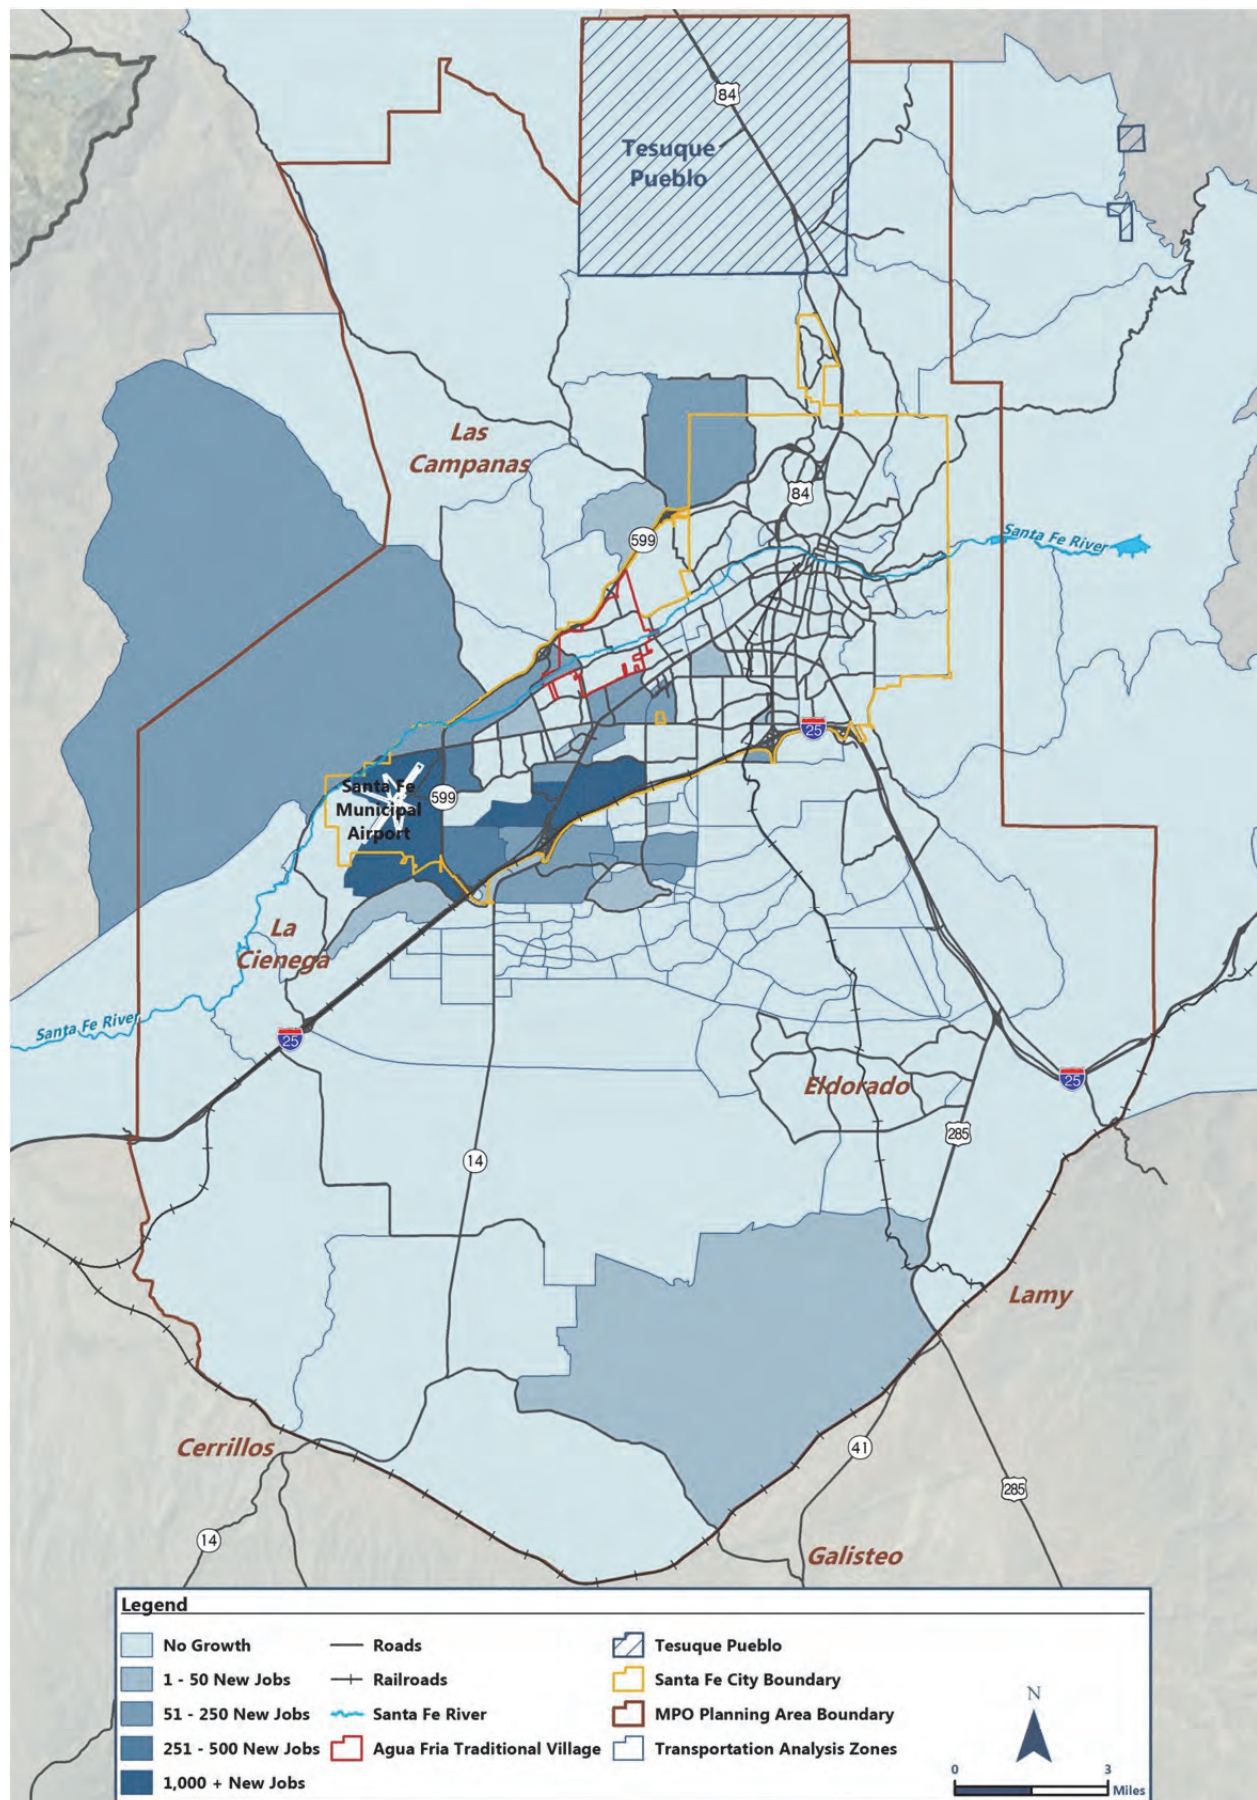 84
Tesuque
Pueblo
Las
Campanas
84
Santa Fe River
599
25
Santa Fe
Municipal
Airport
599
La
Cienega
Santa Fe River
25
Eldorado
25
285
14
Lamy
Cerrillos
41
285
14
Galisteo
Legend
No Growth
1 - 50 New Jobs
51 - 250 New Jobs
251 - 500 New Jobs
1,000 + New Jobs
Roads
Railroads
Santa Fe River
Agua Fria Traditional Village
Tesuque Pueblo
Santa Fe City Boundary
MPO Planning Area Boundary
Transportation Analysis Zones
N
0 3
Miles